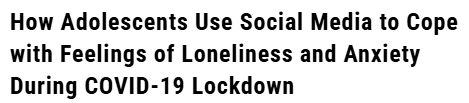 How Adolescents Use Social Media to Cope
with Feelings of Loneliness and Anxiety
During COVID-19 Lockdown